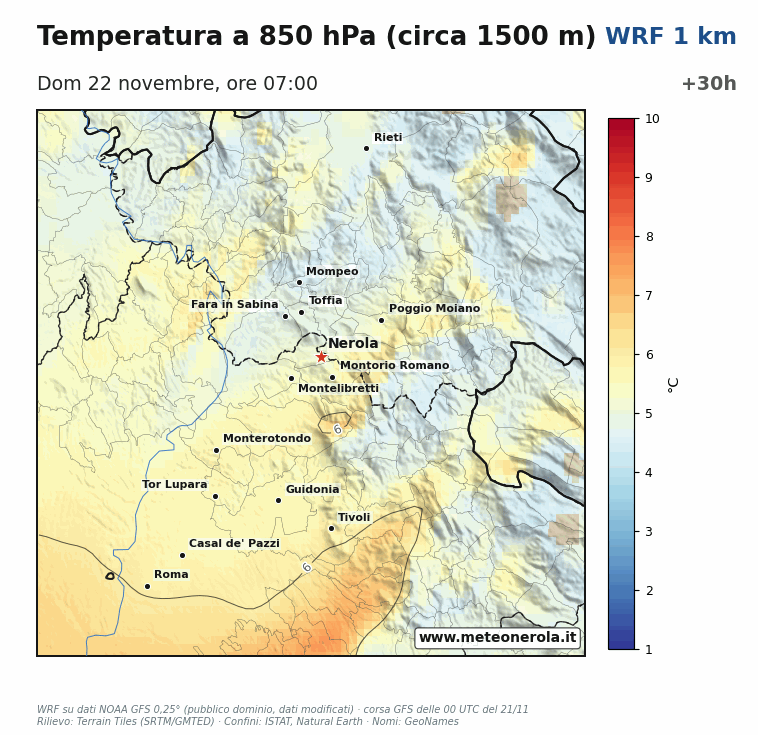 Temperatura a 850 hPa (circa 1500 m) WRF 1 km
Dom 22 novembre, ore 07:00 +30h
Rieti
Mompeo
Fara in Sabina
Toffia
Poggio Moiano
Nerola
Montorio Romano
Montelibretti
6
Monterotondo
Tor Lupara
Guidonia
Tivoli
Casal de' Pazzi
6
Roma
www.meteonerola.it
10
9
8
7
6
5
4
3
2
1
°C
WRF su dati NOAA GFS 0,25° (pubblico dominio, dati modificati) · corsa GFS delle 00 UTC del 21/11
Rilievo: Terrain Tiles (SRTM/GMTED) · Confini: ISTAT, Natural Earth · Nomi: GeoNames